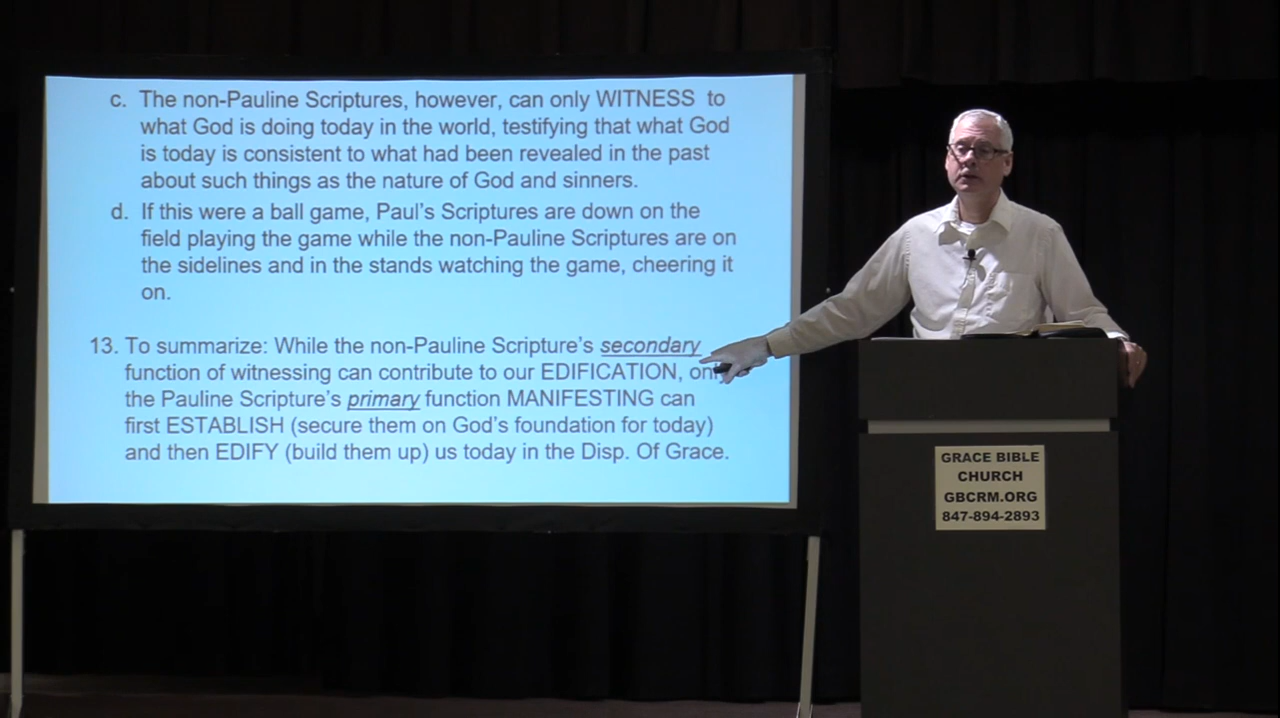 c. The non-Pauline Scriptures, however, can only WITNESS to
what God is doing today in the world, testifying that what God
is today is consistent to what had been revealed in the past
about such things as the nature of God and sinners.
d. If this were a ball game, Paul's Scriptures are down on the
field playing the game while the non-Pauline Scriptures are on
the sidelines and in the stands watching the game, cheering it
on.
13. To summarize: While the non-Pauline Scripture's secondary
function of witnessing can contribute to our EDIFICATION,
the Pauline Scripture's primary function MANIFESTING can
first ESTABLISH (secure them on God's foundation for today)
and then EDIFY (build them up) us today in the Disp. Of Grace.
GRACE BIBLE
CHURCH
GBCRM.ORG
847-894-2893